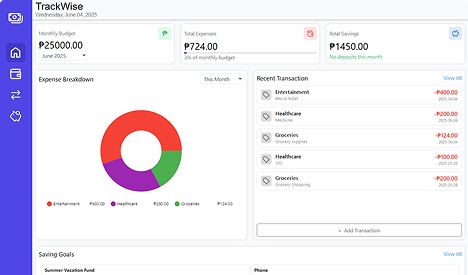 TrackWise
Wednesday, June 04, 2025
Monthly Budget
₱25000.00
June 2025
Total Expenses
₱724.00
3% of monthly budget
Total Savings
₱1450.00
No deposits this month
Expense Breakdown
This Month
Entertainment ₱400.00 Healthcare ₱200.00 Groceries ₱124.00
Recent Transaction
View All
Entertainment -₱400.00
Movie ticket 2025-06-04
Healthcare -₱200.00
Medicine 2025-06-04
Groceries -₱124.00
Grocery supplies 2025-06-04
Healthcare -₱100.00
2025-05-28
Groceries -₱200.00
Grocery Shopping 2025-05-28
+ Add Transaction
Saving Goals
View All
Summer Vacation Fund
Phone